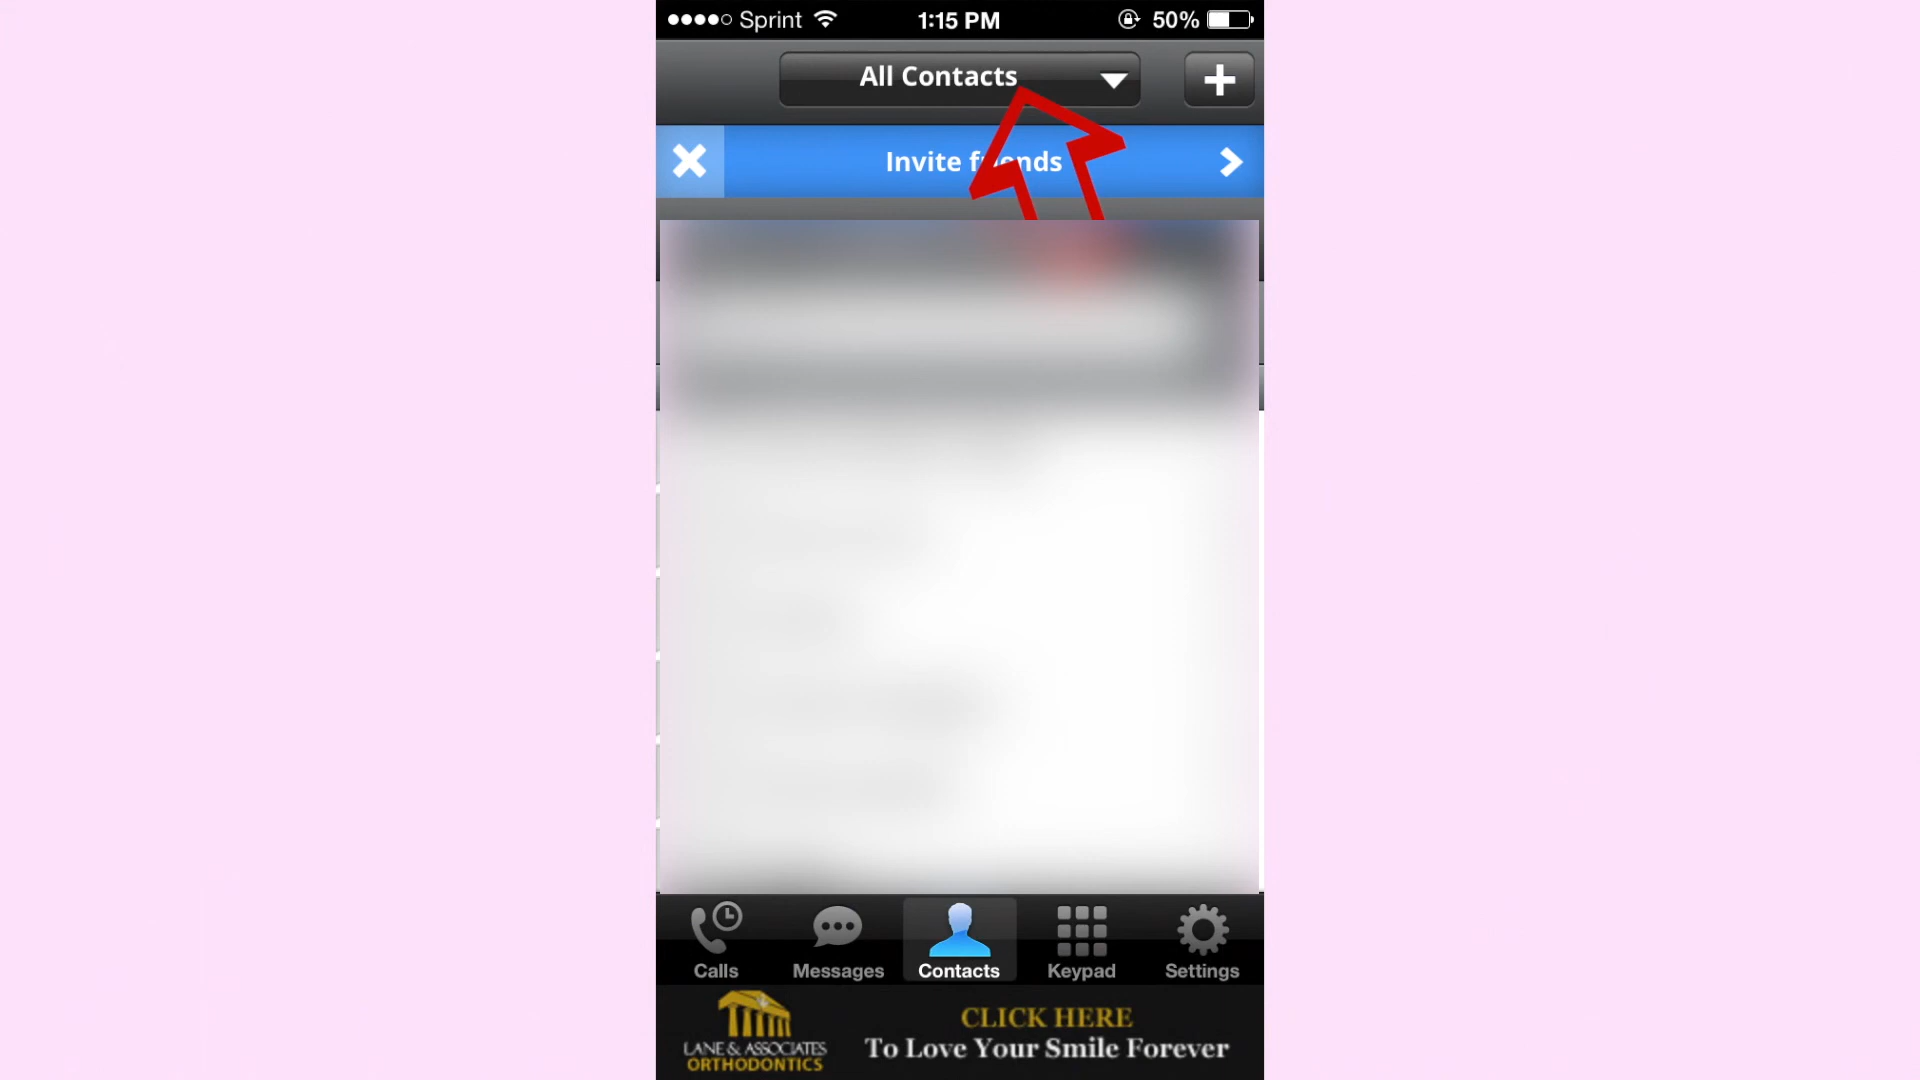 Sprint 1:15 PM 50%
All Contacts
Invite friends
Calls Messages Contacts Keypad Settings
LANE & ASSOCIATES
ORTHODONTICS
CLICK HERE
To Love Your Smile Forever